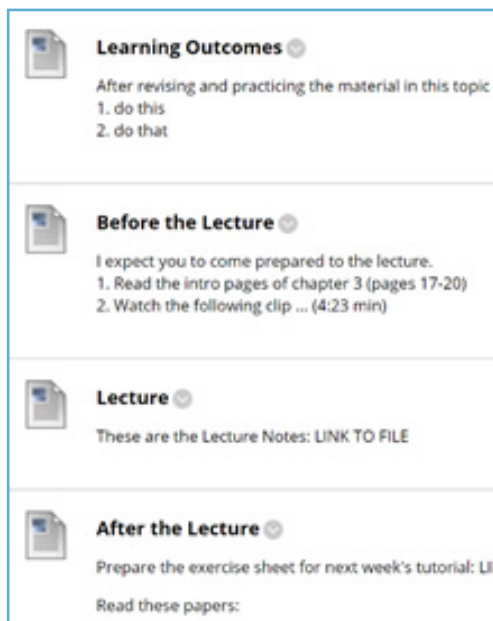 Learning Outcomes
After revising and practicing the material in this topic
1. do this
2. do that
Before the Lecture
I expect you to come prepared to the lecture.
1. Read the intro pages of chapter 3 (pages 17-20)
2. Watch the following clip ... (4:23 min)
Lecture
These are the Lecture Notes: LINK TO FILE
After the Lecture
Prepare the exercise sheet for next week's tutorial:
Read these papers: